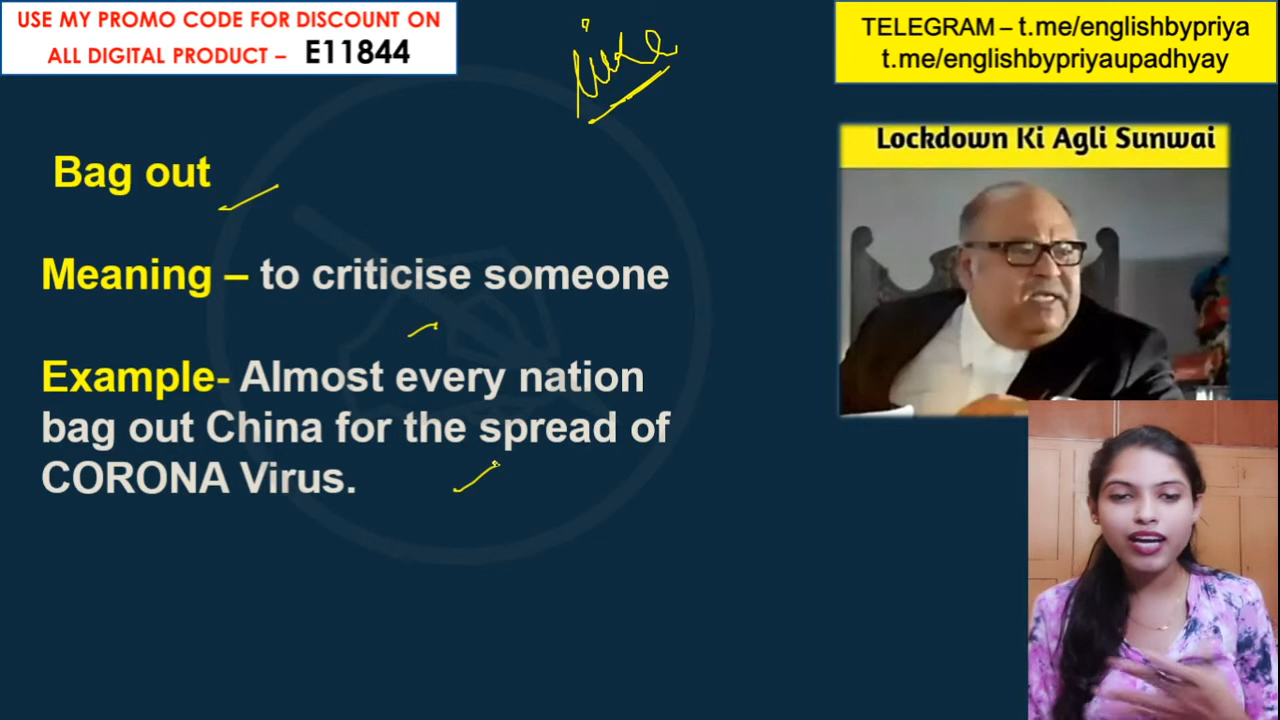 USE MY PROMO CODE FOR DISCOUNT ON
ALL DIGITAL PRODUCT – E11844
TELEGRAM – t.me/englishbypriya
t.me/englishbypriyaupadhyay
Lockdown Ki Agli Sunwai
Bag out
Meaning – to criticise someone
Example- Almost every nation
bag out China for the spread of
CORONA Virus.